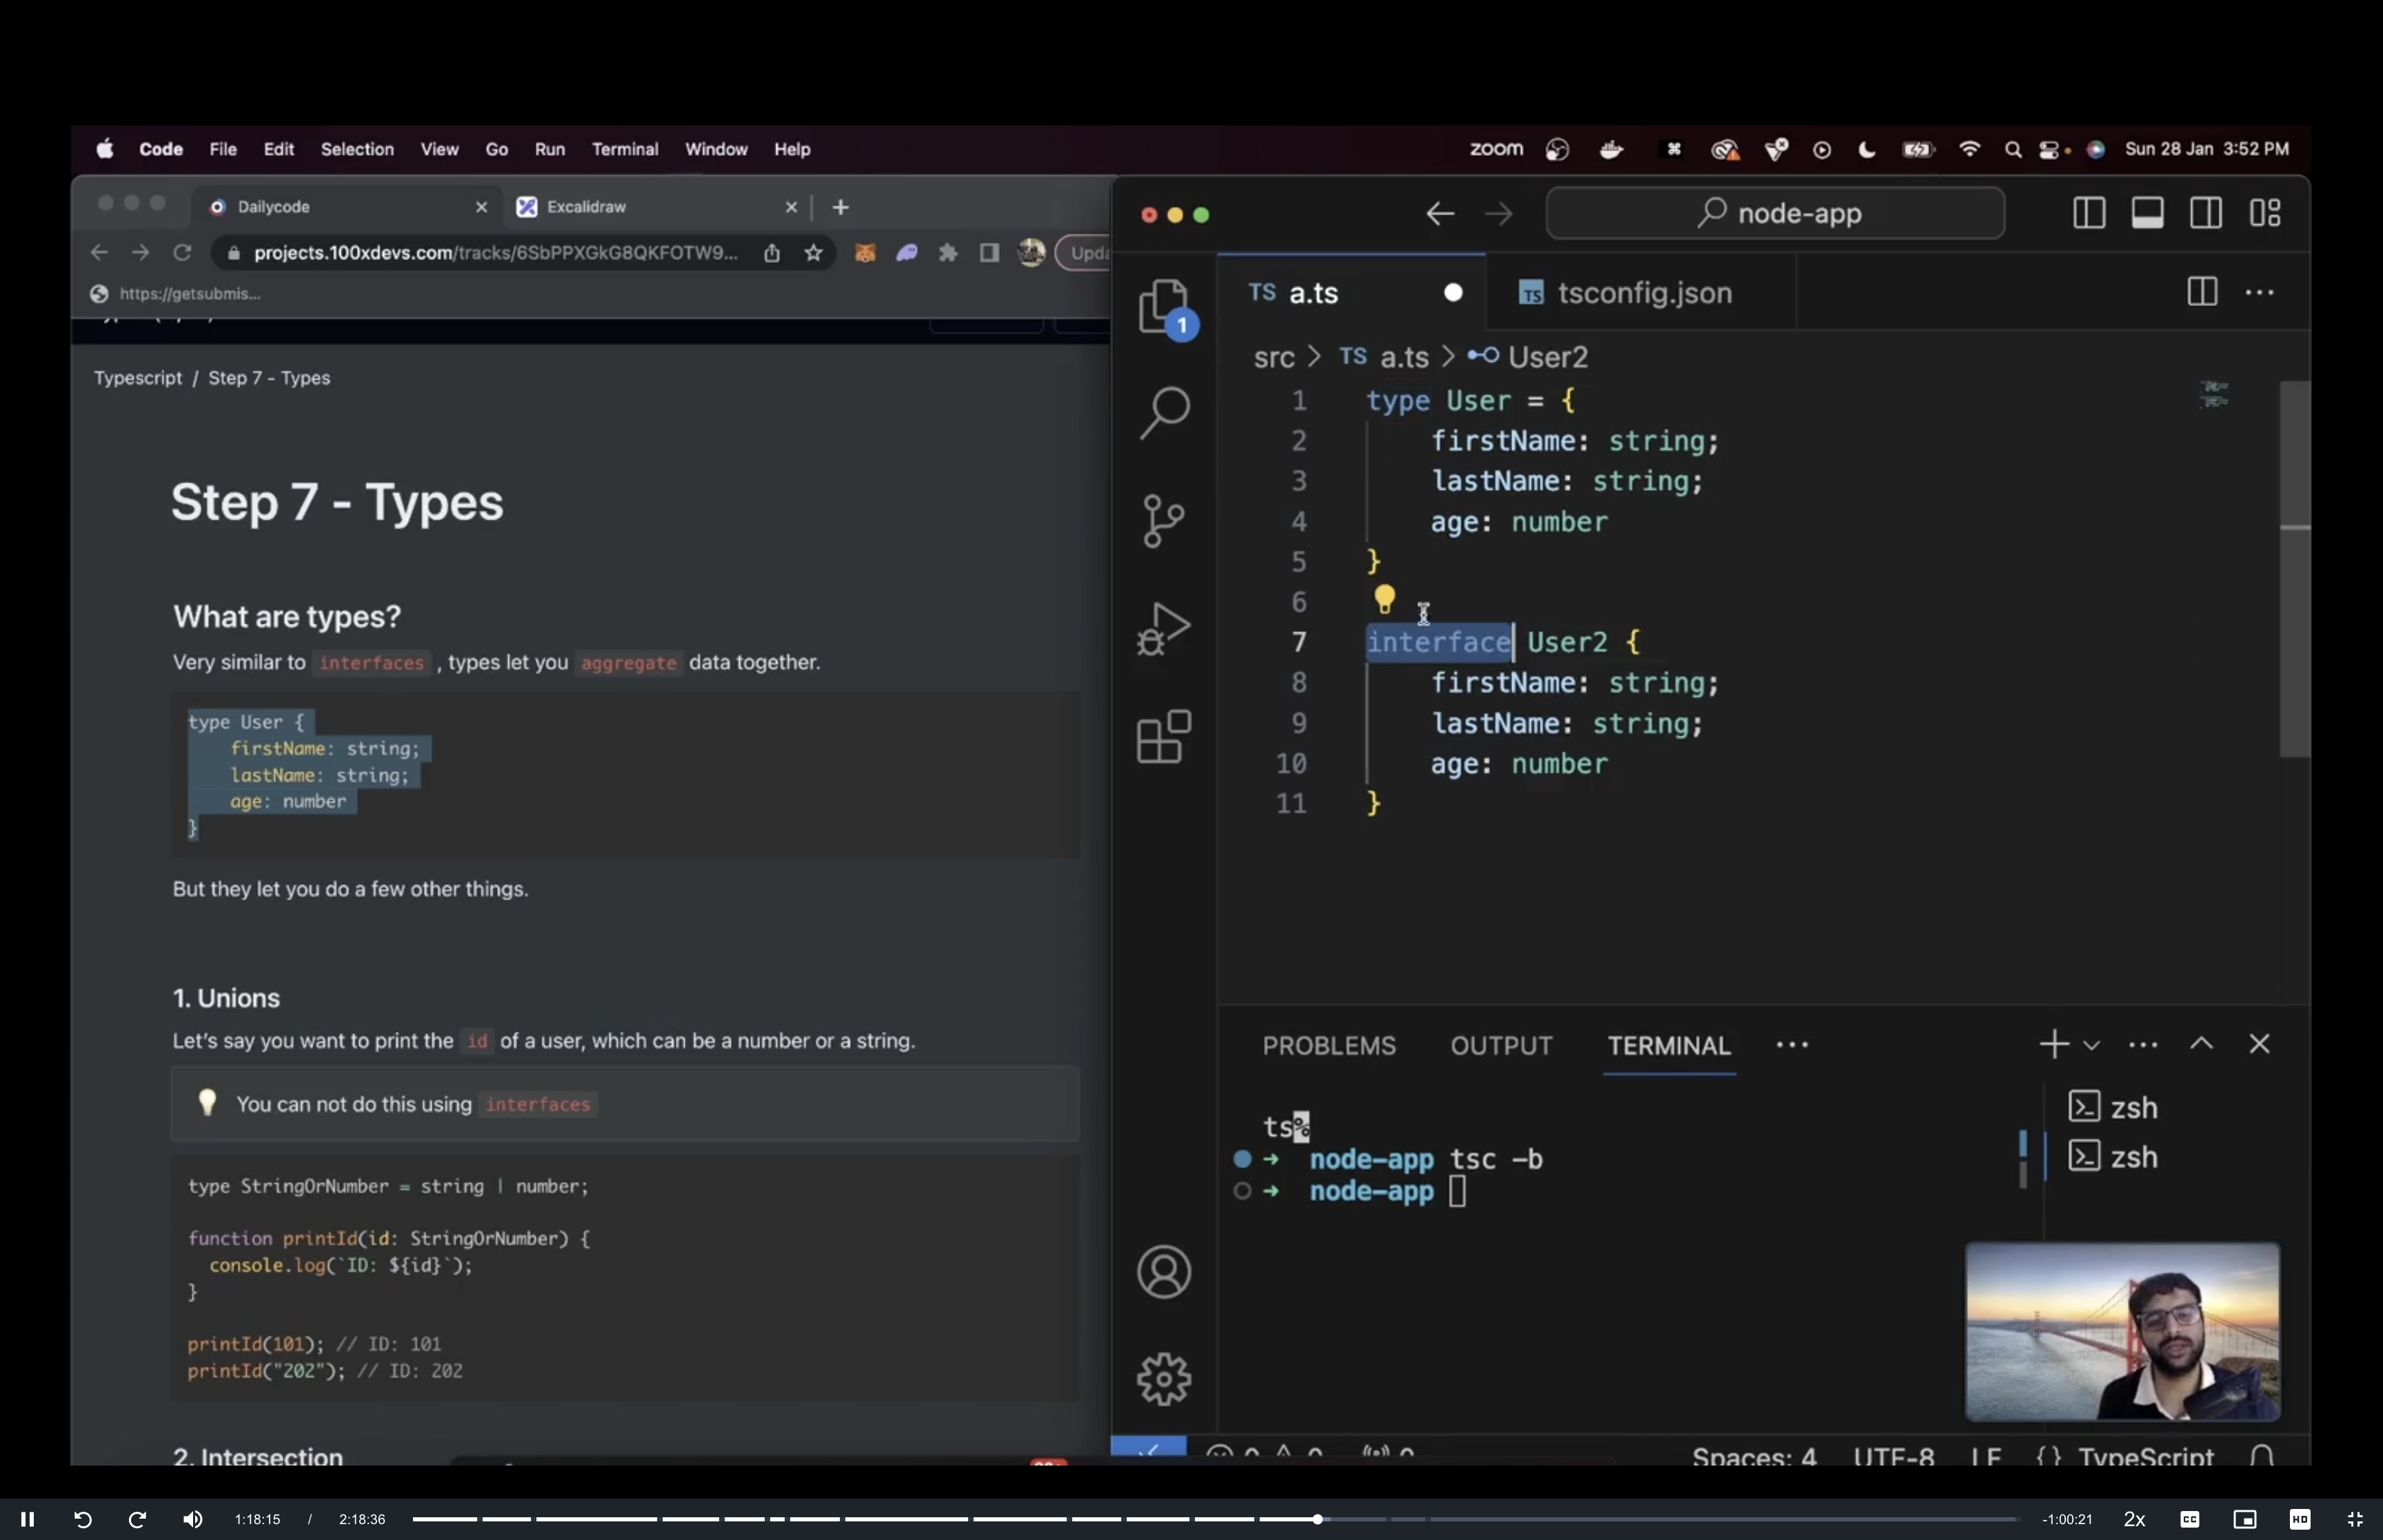 Code File Edit Selection View Go Run Terminal Window Help
zoom
Sun 28 Jan 3:52 PM
Dailycode
Excalidraw
projects.100xdevs.com/tracks/6SbPPXGkG8QKFOTW9...
https://getsubmis...
Typescript / Step 7 - Types
Step 7 - Types
What are types?
Very similar to interfaces , types let you aggregate data together.
type User {
firstName: string;
lastName: string;
age: number
}
But they let you do a few other things.
1. Unions
Let's say you want to print the id of a user, which can be a number or a string.
You can not do this using interfaces
type StringOrNumber = string | number;
function printId(id: StringOrNumber) {
console.log(`ID: ${id}`);
}
printId(101); // ID: 101
printId("202"); // ID: 202
2. Intersection
node-app
TS a.ts
TS tsconfig.json
1
src > TS a.ts > User2
1 type User = {
2 firstName: string;
3 lastName: string;
4 age: number
5 }
6
7 interface User2 {
8 firstName: string;
9 lastName: string;
10 age: number
11 }
PROBLEMS OUTPUT TERMINAL ...
ts%
→ node-app tsc -b
→ node-app
zsh
zsh
Spaces: 4 UTF-8 LF {} TypeScript
1:18:15 / 2:18:36
-1:00:21
2x
CC
HD